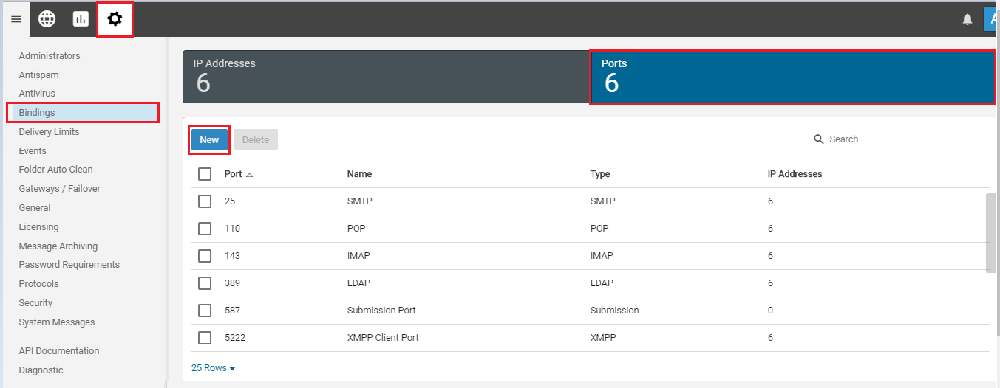 A
Administrators
Antispam
Antivirus
Bindings
Delivery Limits
Events
Folder Auto-Clean
Gateways / Failover
General
Licensing
Message Archiving
Password Requirements
Protocols
Security
System Messages
API Documentation
Diagnostic
IP Addresses
6
Ports
6
New Delete Search
Port Name Type IP Addresses
25 SMTP SMTP 6
110 POP POP 6
143 IMAP IMAP 6
389 LDAP LDAP 6
587 Submission Port Submission 0
5222 XMPP Client Port XMPP 6
25 Rows